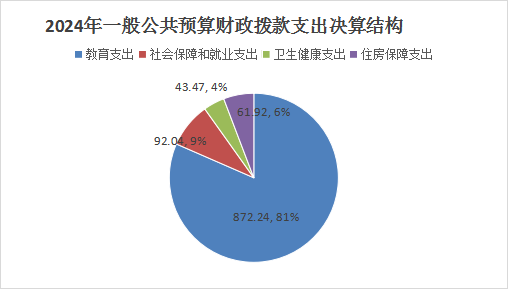 2024年一般公共预算财政拨款支出决算结构
教育支出 社会保障和就业支出 卫生健康支出 住房保障支出
43.47, 4%
61.92, 6%
92.04, 9%
872.24, 81%